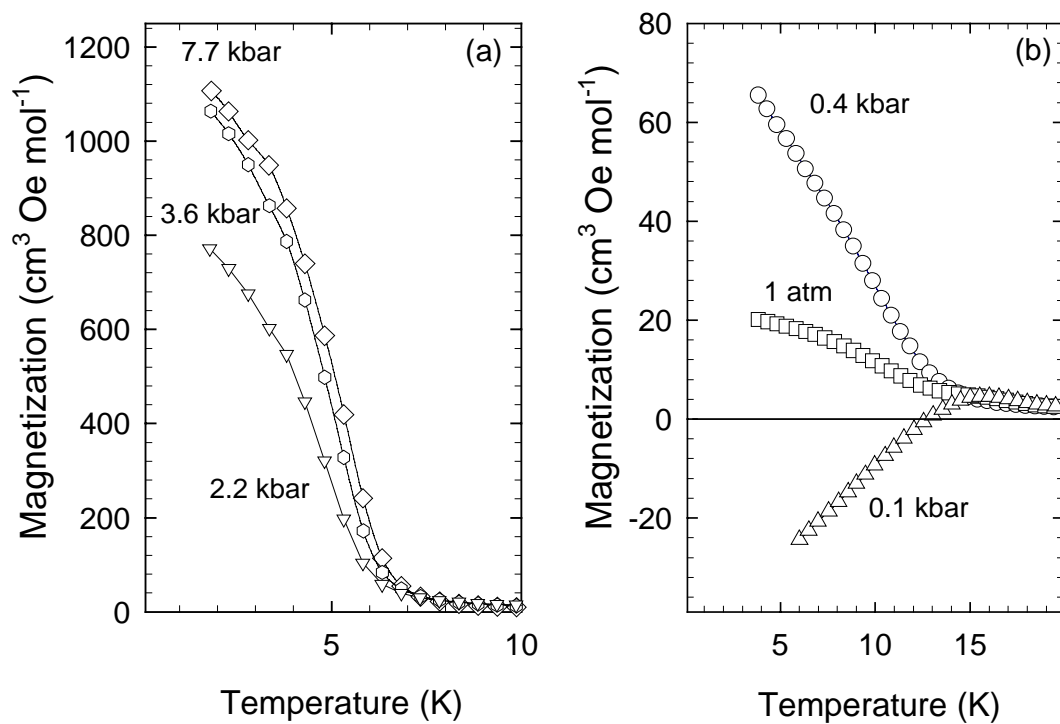 Magnetization (cm³ Oe mol⁻¹)
1200
1000
800
600
400
200
0
7.7 kbar
(a)
3.6 kbar
2.2 kbar
5
10
Temperature (K)
Magnetization (cm³ Oe mol⁻¹)
80
60
40
20
0
-20
(b)
0.4 kbar
1 atm
0.1 kbar
5
10
15
Temperature (K)